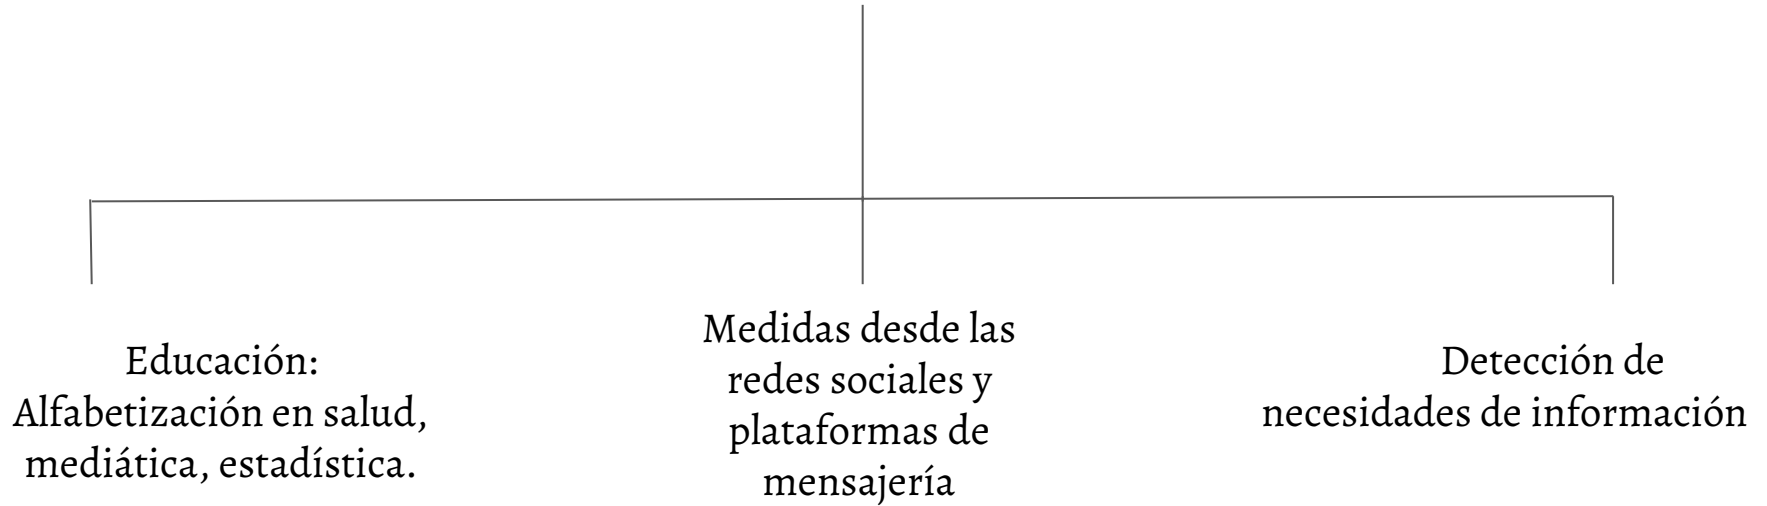 Educación:
Alfabetización en salud,
mediática, estadística.
Medidas desde las
redes sociales y
plataformas de
mensajería
Detección de
necesidades de información